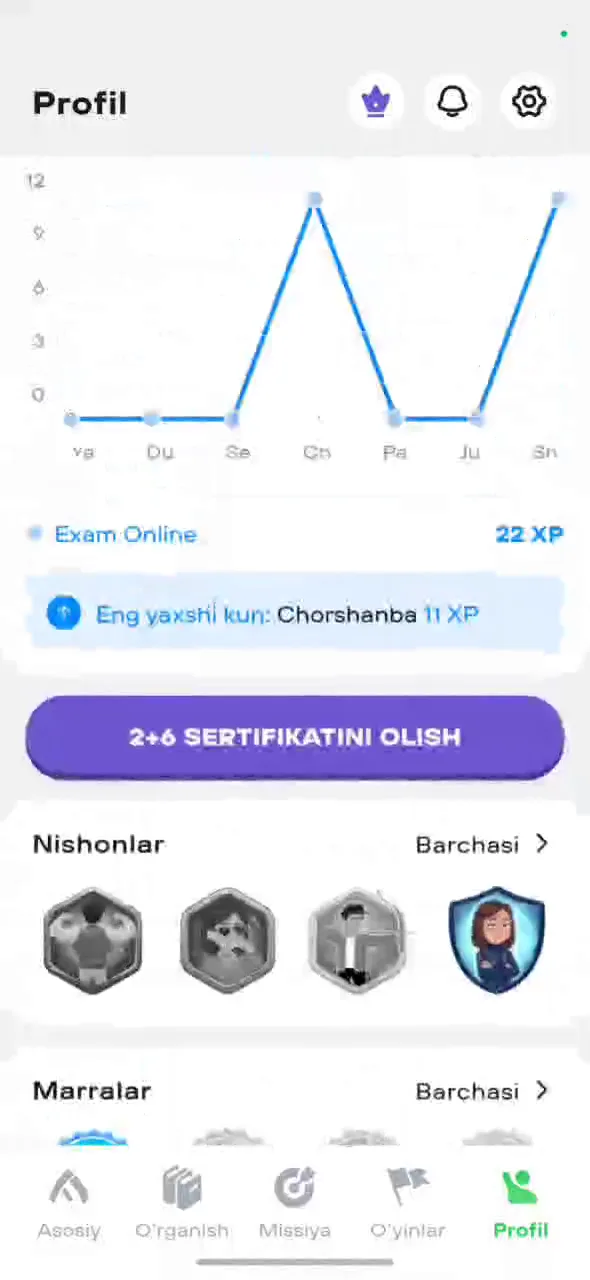 Profil
12
9
6
3
0
Ya Du Se Ch Pa Ju Sh
Exam Online 22 XP
Eng yaxshi kun: Chorshanba 11 XP
2+6 SERTIFIKATINI OLISH
Nishonlar Barchasi
Marralar Barchasi
Asosiy O'rganish Missiya O'yinlar Profil